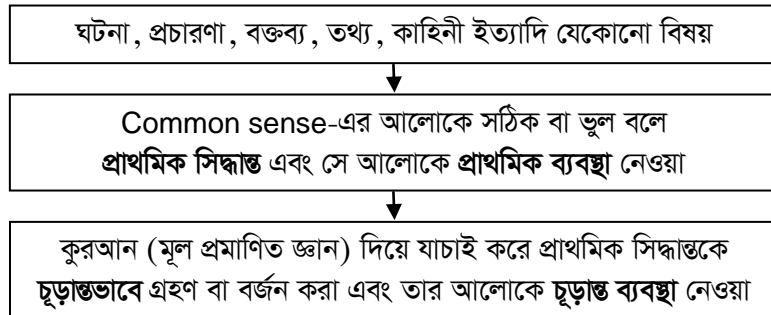 ঘটনা, প্রচারণা, বক্তব্য, তথ্য, কাহিনী ইত্যাদি যেকোনো বিষয়
Common sense-এর আলোকে সঠিক বা ভুল বলে
প্রাথমিক সিদ্ধান্ত এবং সে আলোকে প্রাথমিক ব্যবস্থা নেওয়া
কুরআন (মূল প্রমাণিত জ্ঞান) দিয়ে যাচাই করে প্রাথমিক সিদ্ধান্তকে
চূড়ান্তভাবে গ্রহণ বা বর্জন করা এবং তার আলোকে চূড়ান্ত ব্যবস্থা নেওয়া